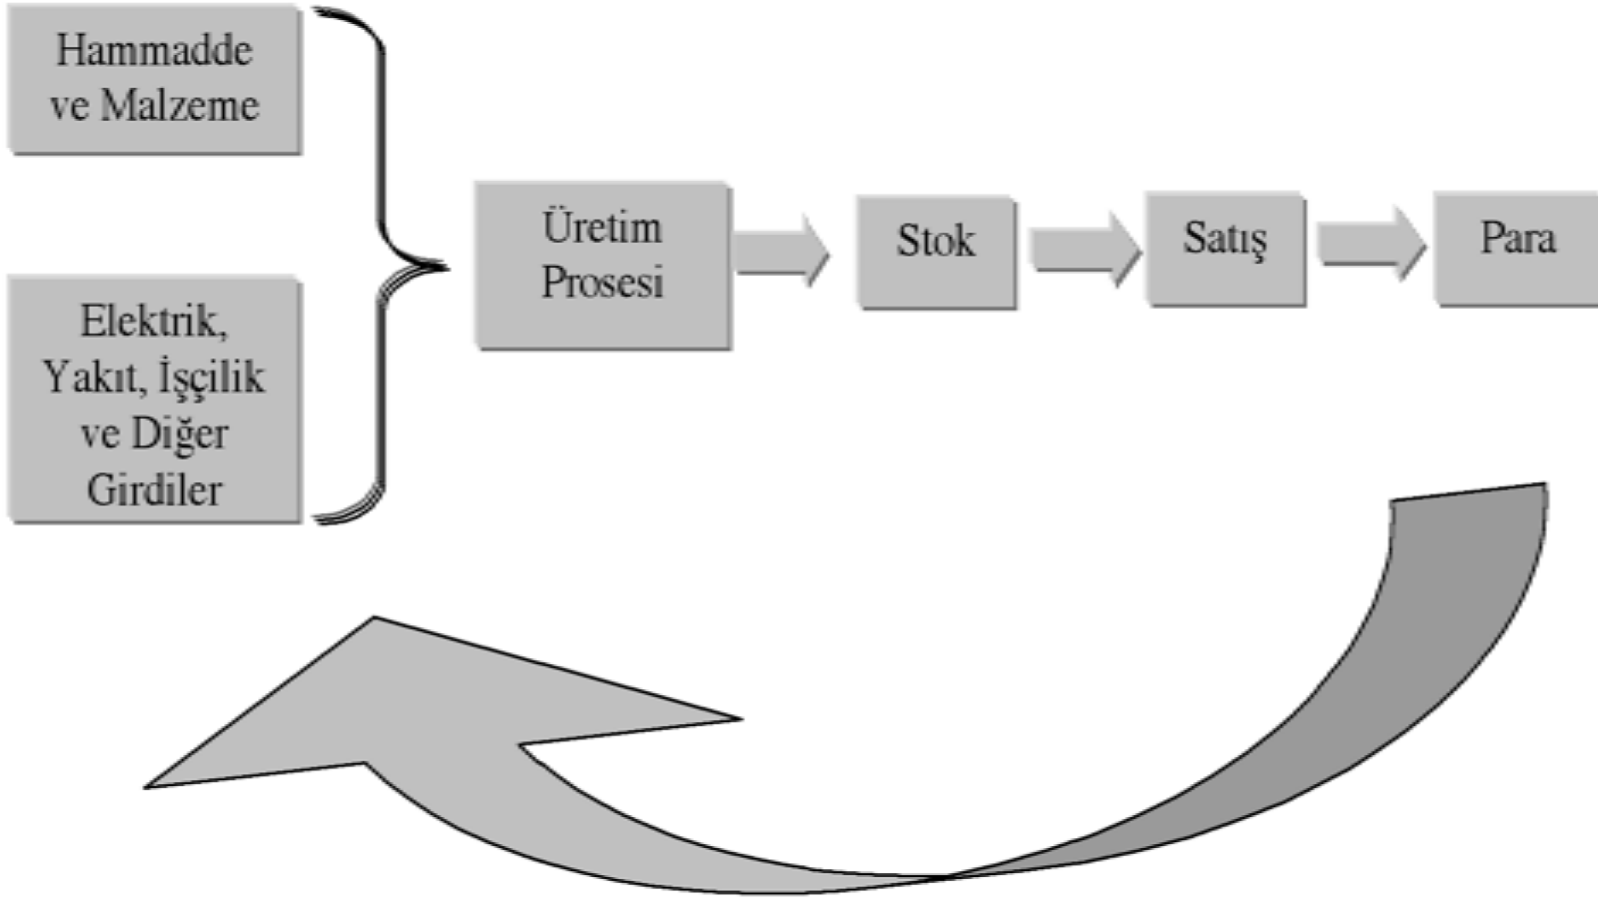 Hammadde
ve Malzeme
Elektrik,
Yakıt, İşçilik
ve Diğer
Girdiler
Üretim
Prosesi
Stok
Satış
Para